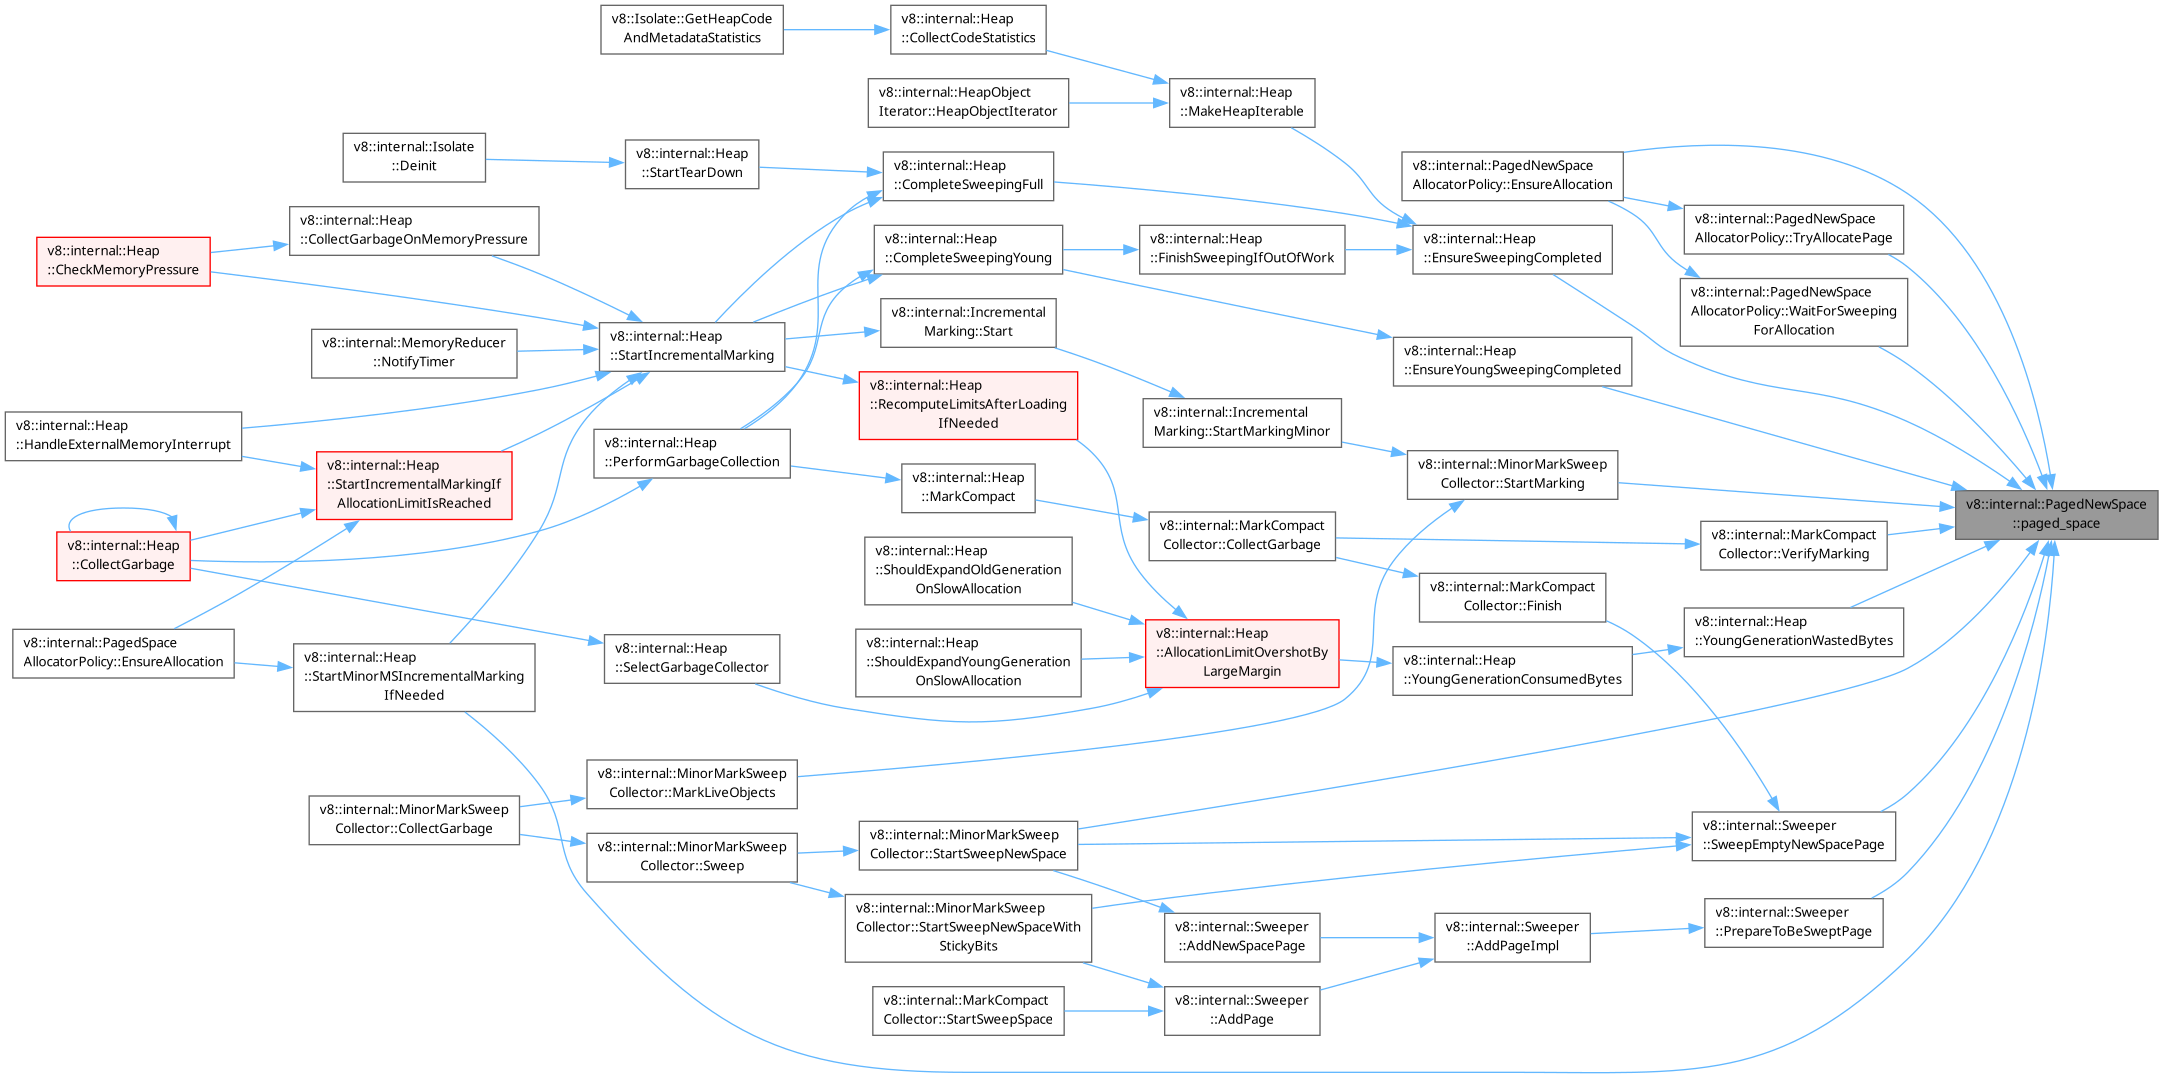 v8::Isolate::GetHeapCode
AndMetadataStatistics
v8::internal::Heap
::CollectCodeStatistics
v8::internal::HeapObject
Iterator::HeapObjectIterator
v8::internal::Heap
::MakeHeapIterable
v8::internal::Isolate
::Deinit
v8::internal::Heap
::StartTearDown
v8::internal::Heap
::CompleteSweepingFull
v8::internal::PagedNewSpace
AllocatorPolicy::EnsureAllocation
v8::internal::Heap
::CollectGarbageOnMemoryPressure
v8::internal::Heap
::CheckMemoryPressure
v8::internal::Heap
::CompleteSweepingYoung
v8::internal::Heap
::FinishSweepingIfOutOfWork
v8::internal::Heap
::EnsureSweepingCompleted
v8::internal::PagedNewSpace
AllocatorPolicy::TryAllocatePage
v8::internal::PagedNewSpace
AllocatorPolicy::WaitForSweeping
ForAllocation
v8::internal::MemoryReducer
::NotifyTimer
v8::internal::Heap
::StartIncrementalMarking
v8::internal::Incremental
Marking::Start
v8::internal::Heap
::EnsureYoungSweepingCompleted
v8::internal::Heap
::RecomputeLimitsAfterLoading
IfNeeded
v8::internal::Incremental
Marking::StartMarkingMinor
v8::internal::Heap
::HandleExternalMemoryInterrupt
v8::internal::Heap
::StartIncrementalMarkingIf
AllocationLimitIsReached
v8::internal::Heap
::PerformGarbageCollection
v8::internal::Heap
::MarkCompact
v8::internal::MinorMarkSweep
Collector::StartMarking
v8::internal::PagedNewSpace
::paged_space
v8::internal::Heap
::CollectGarbage
v8::internal::MarkCompact
Collector::CollectGarbage
v8::internal::MarkCompact
Collector::VerifyMarking
v8::internal::Heap
::ShouldExpandOldGeneration
OnSlowAllocation
v8::internal::MarkCompact
Collector::Finish
v8::internal::PagedSpace
AllocatorPolicy::EnsureAllocation
v8::internal::Heap
::StartMinorMSIncrementalMarking
IfNeeded
v8::internal::Heap
::SelectGarbageCollector
v8::internal::Heap
::ShouldExpandYoungGeneration
OnSlowAllocation
v8::internal::Heap
::AllocationLimitOvershotBy
LargeMargin
v8::internal::Heap
::YoungGenerationConsumedBytes
v8::internal::Heap
::YoungGenerationWastedBytes
v8::internal::MinorMarkSweep
Collector::MarkLiveObjects
v8::internal::MinorMarkSweep
Collector::CollectGarbage
v8::internal::MinorMarkSweep
Collector::Sweep
v8::internal::MinorMarkSweep
Collector::StartSweepNewSpace
v8::internal::Sweeper
::SweepEmptyNewSpacePage
v8::internal::MinorMarkSweep
Collector::StartSweepNewSpaceWith
StickyBits
v8::internal::Sweeper
::AddNewSpacePage
v8::internal::Sweeper
::AddPageImpl
v8::internal::Sweeper
::PrepareToBeSweptPage
v8::internal::MarkCompact
Collector::StartSweepSpace
v8::internal::Sweeper
::AddPage